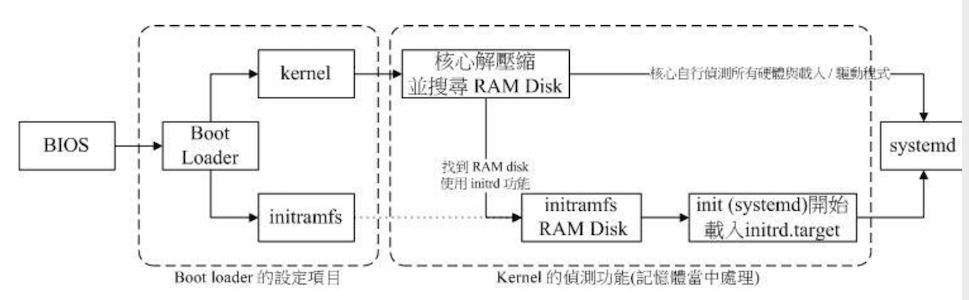 BIOS
Boot
Loader
kernel
initramfs
Boot loader 的設定項目
核心解壓縮
並搜尋 RAM Disk
核心自行偵測所有硬體與載入 / 驅動程式
找到 RAM disk
使用 initrd 功能
initramfs
RAM Disk
init (systemd)開始
載入initrd.target
systemd
Kernel 的偵測功能(記憶體當中處理)